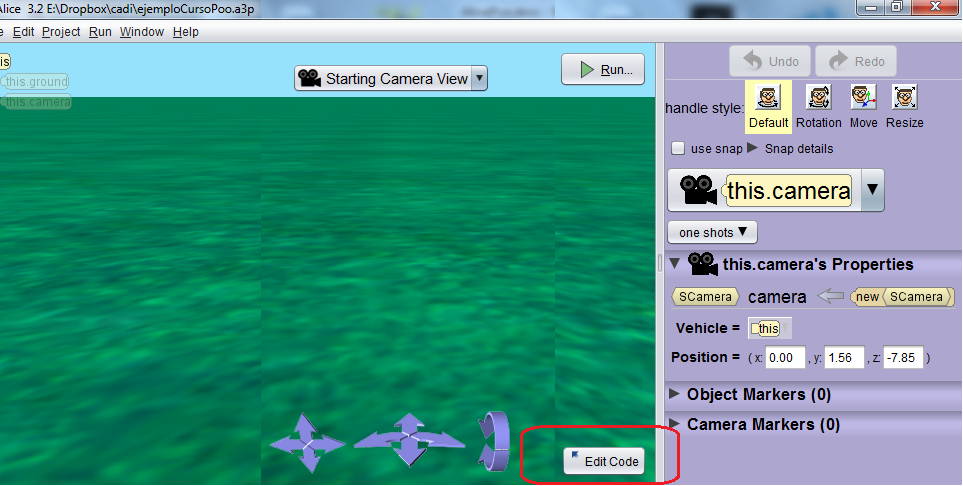 Alice 3.2 E:\Dropbox\cadi\ejemploCursoPoo.a3p
e Edit Project Run Window Help
is
this.ground
this.camera
Starting Camera View
Run...
Undo Redo
handle style:
Default Rotation Move Resize
use snap Snap details
this.camera
one shots
this.camera's Properties
SCamera camera new SCamera
Vehicle = this
Position = ( x: 0.00 , y: 1.56 , z: -7.85 )
Object Markers (0)
Camera Markers (0)
Edit Code